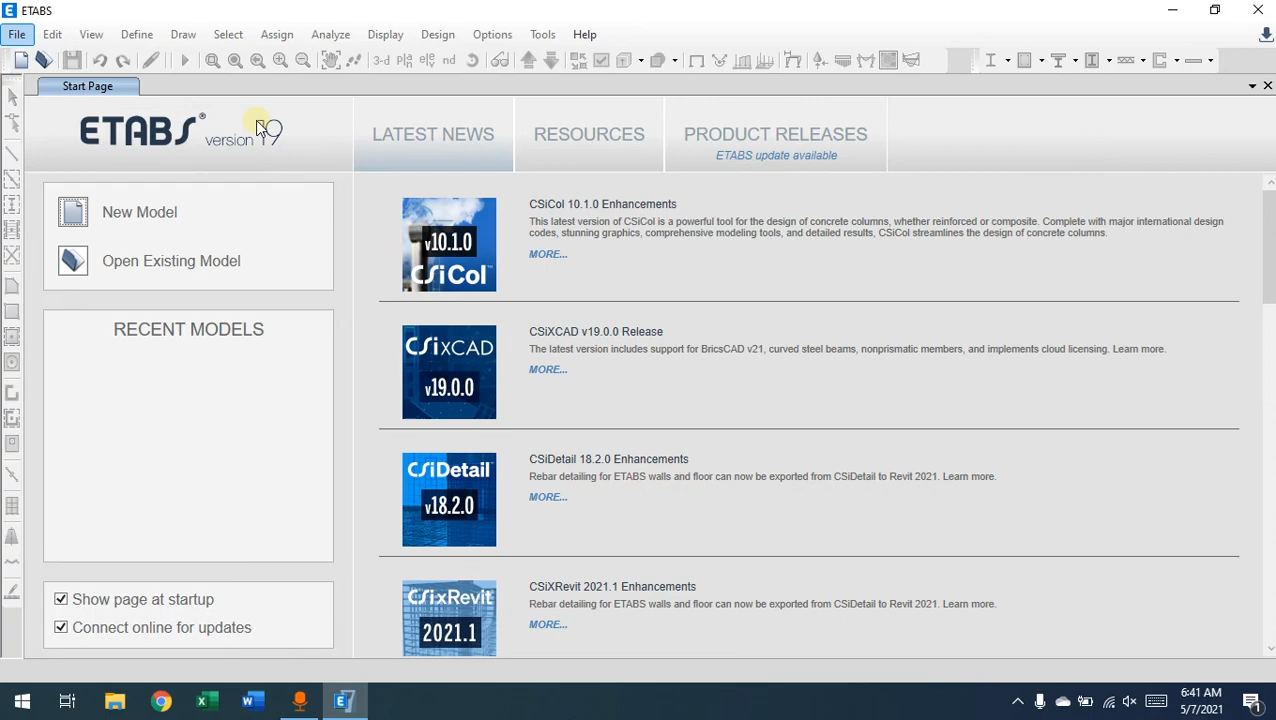 ETABS
File Edit View Define Draw Select Assign Analyze Display Design Options Tools Help
3-d plă elë nd
Start Page
ETABS® version 19
LATEST NEWS
RESOURCES
PRODUCT RELEASES
ETABS update available
New Model
Open Existing Model
RECENT MODELS
Show page at startup
Connect online for updates
v10.1.0
CSiCol
CSiCol 10.1.0 Enhancements
This latest version of CSiCol is a powerful tool for the design of concrete columns, whether reinforced or composite. Complete with major international design
codes, stunning graphics, comprehensive modeling tools, and detailed results, CSiCol streamlines the design of concrete columns.
MORE...
CSiXCAD
v19.0.0
CSiXCAD v19.0.0 Release
The latest version includes support for BricsCAD v21, curved steel beams, nonprismatic members, and implements cloud licensing. Learn more.
MORE...
CSiDetail
v18.2.0
CSiDetail 18.2.0 Enhancements
Rebar detailing for ETABS walls and floor can now be exported from CSiDetail to Revit 2021. Learn more.
MORE...
CSixRevit
2021.1
CSiXRevit 2021.1 Enhancements
Rebar detailing for ETABS walls and floor can now be exported from CSiDetail to Revit 2021. Learn more.
MORE...
6:41 AM
5/7/2021
1